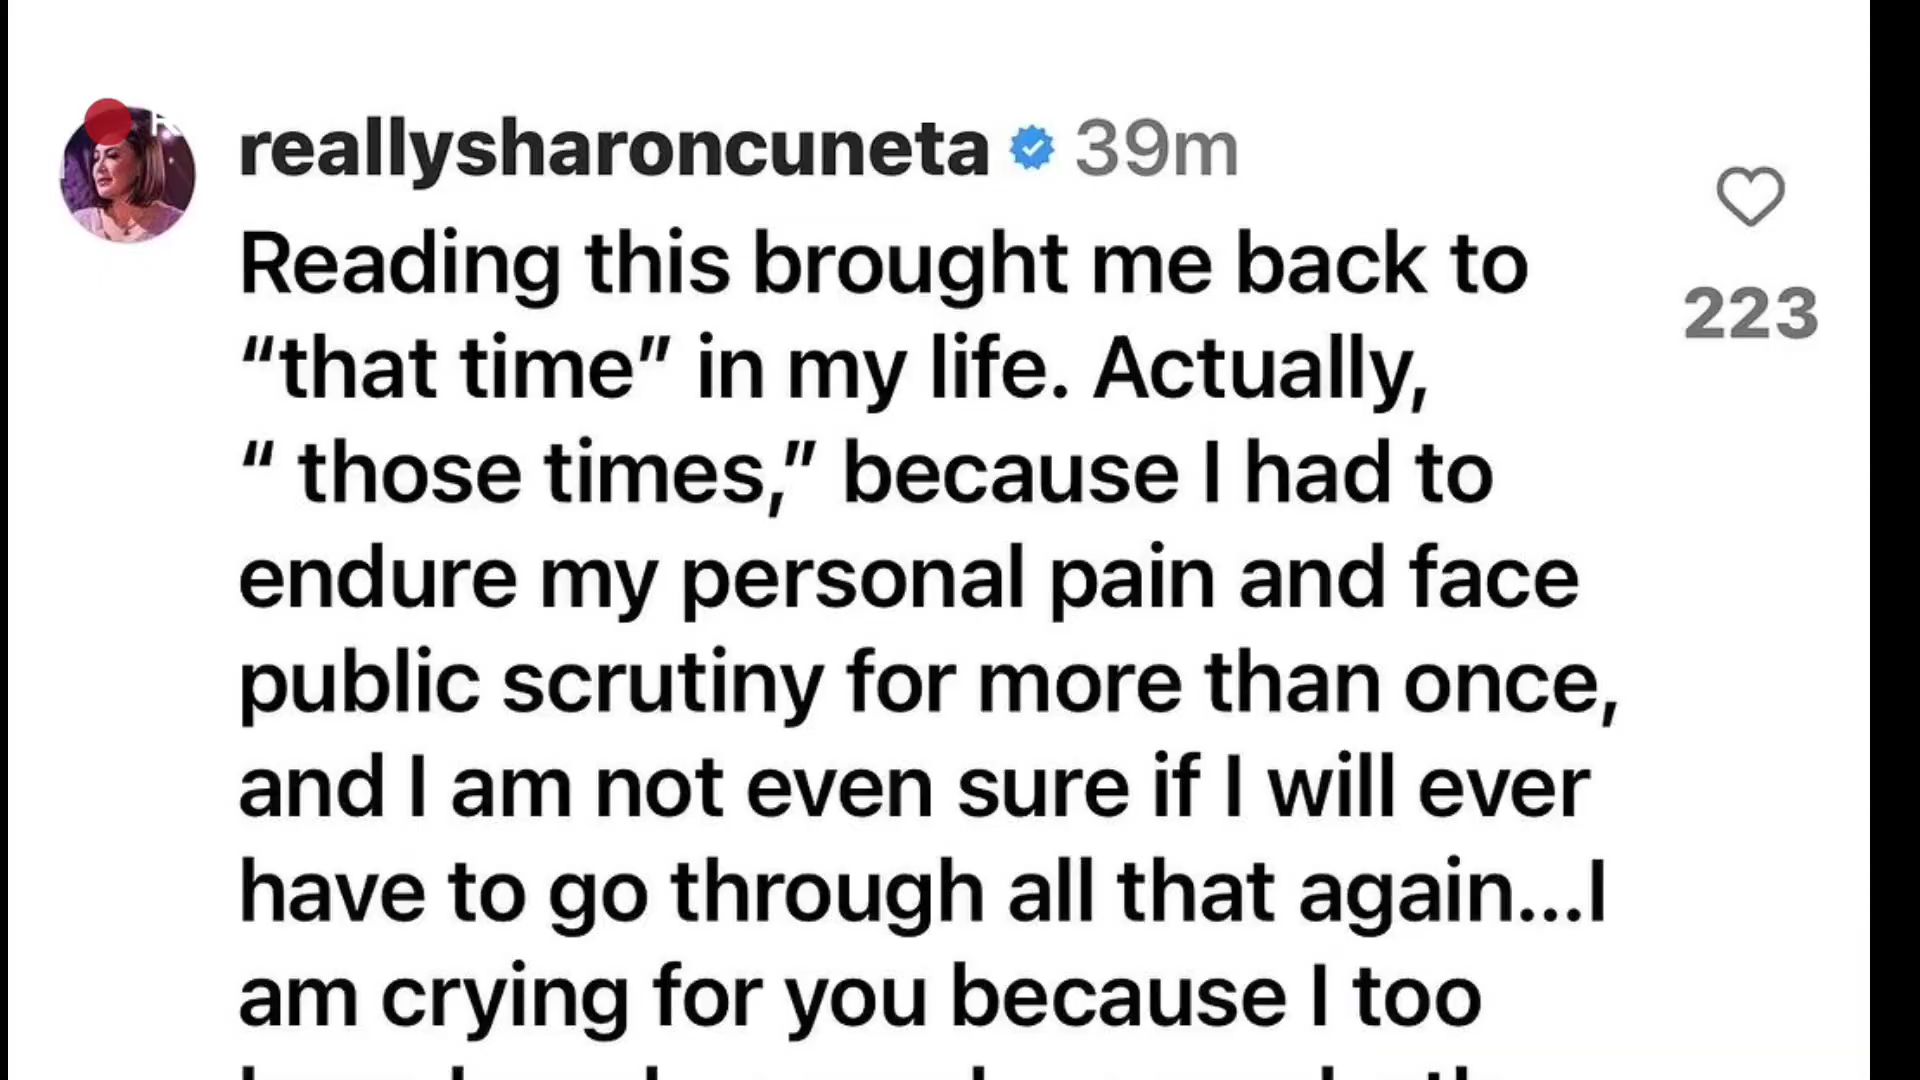 reallysharoncuneta 39m
Reading this brought me back to
“that time” in my life. Actually,
“ those times,” because I had to
endure my personal pain and face
public scrutiny for more than once,
and I am not even sure if I will ever
have to go through all that again...I
am crying for you because I too
223